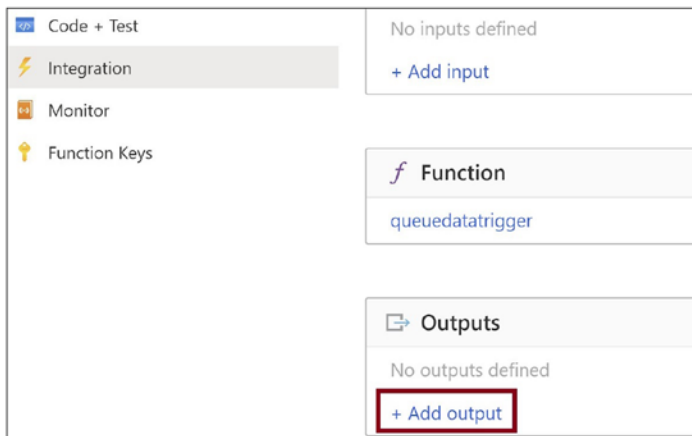 Code + Test
Integration
Monitor
Function Keys
No inputs defined
+ Add input
Function
queuedatatrigger
Outputs
No outputs defined
+ Add output